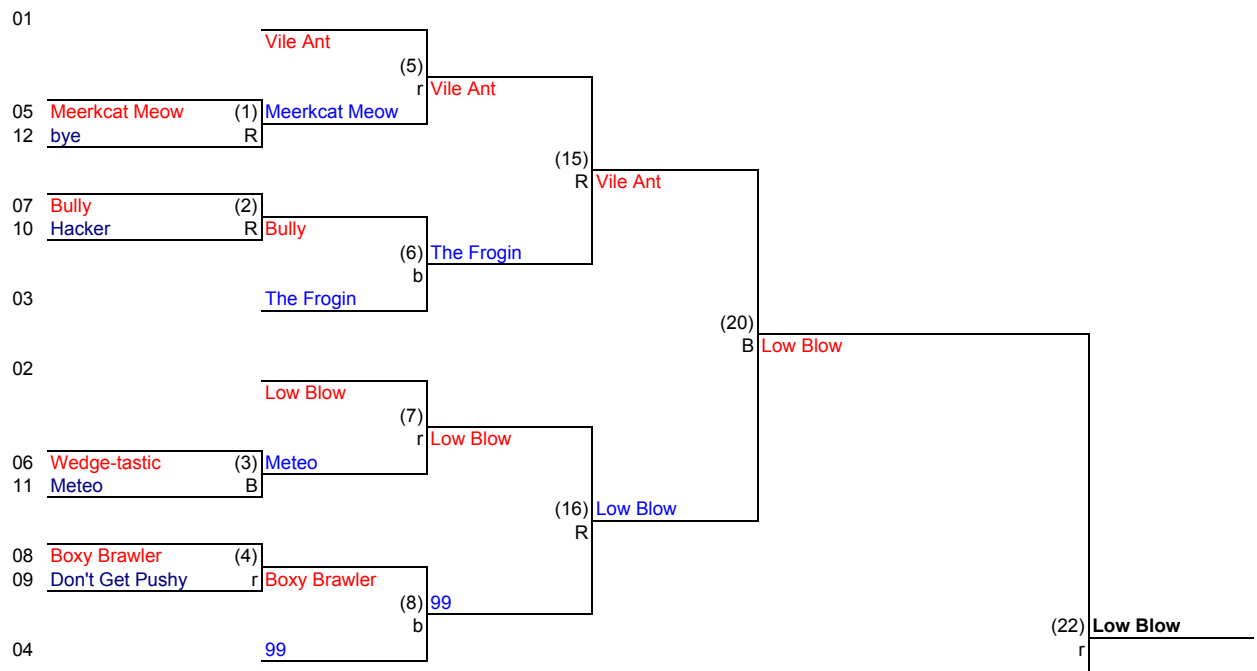 01
Vile Ant
(5)
r Vile Ant
05 Meerkcat Meow (1) Meerkcat Meow
12 bye R
(15)
R Vile Ant
07 Bully (2)
10 Hacker R Bully
(6) The Frogin
b
03 The Frogin
(20)
B Low Blow
02
Low Blow
(7)
r Low Blow
06 Wedge-tastic (3) Meteo
11 Meteo B
(16) Low Blow
R
08 Boxy Brawler (4)
09 Don't Get Pushy r Boxy Brawler
(8) 99
b
(22) Low Blow
r
04 99